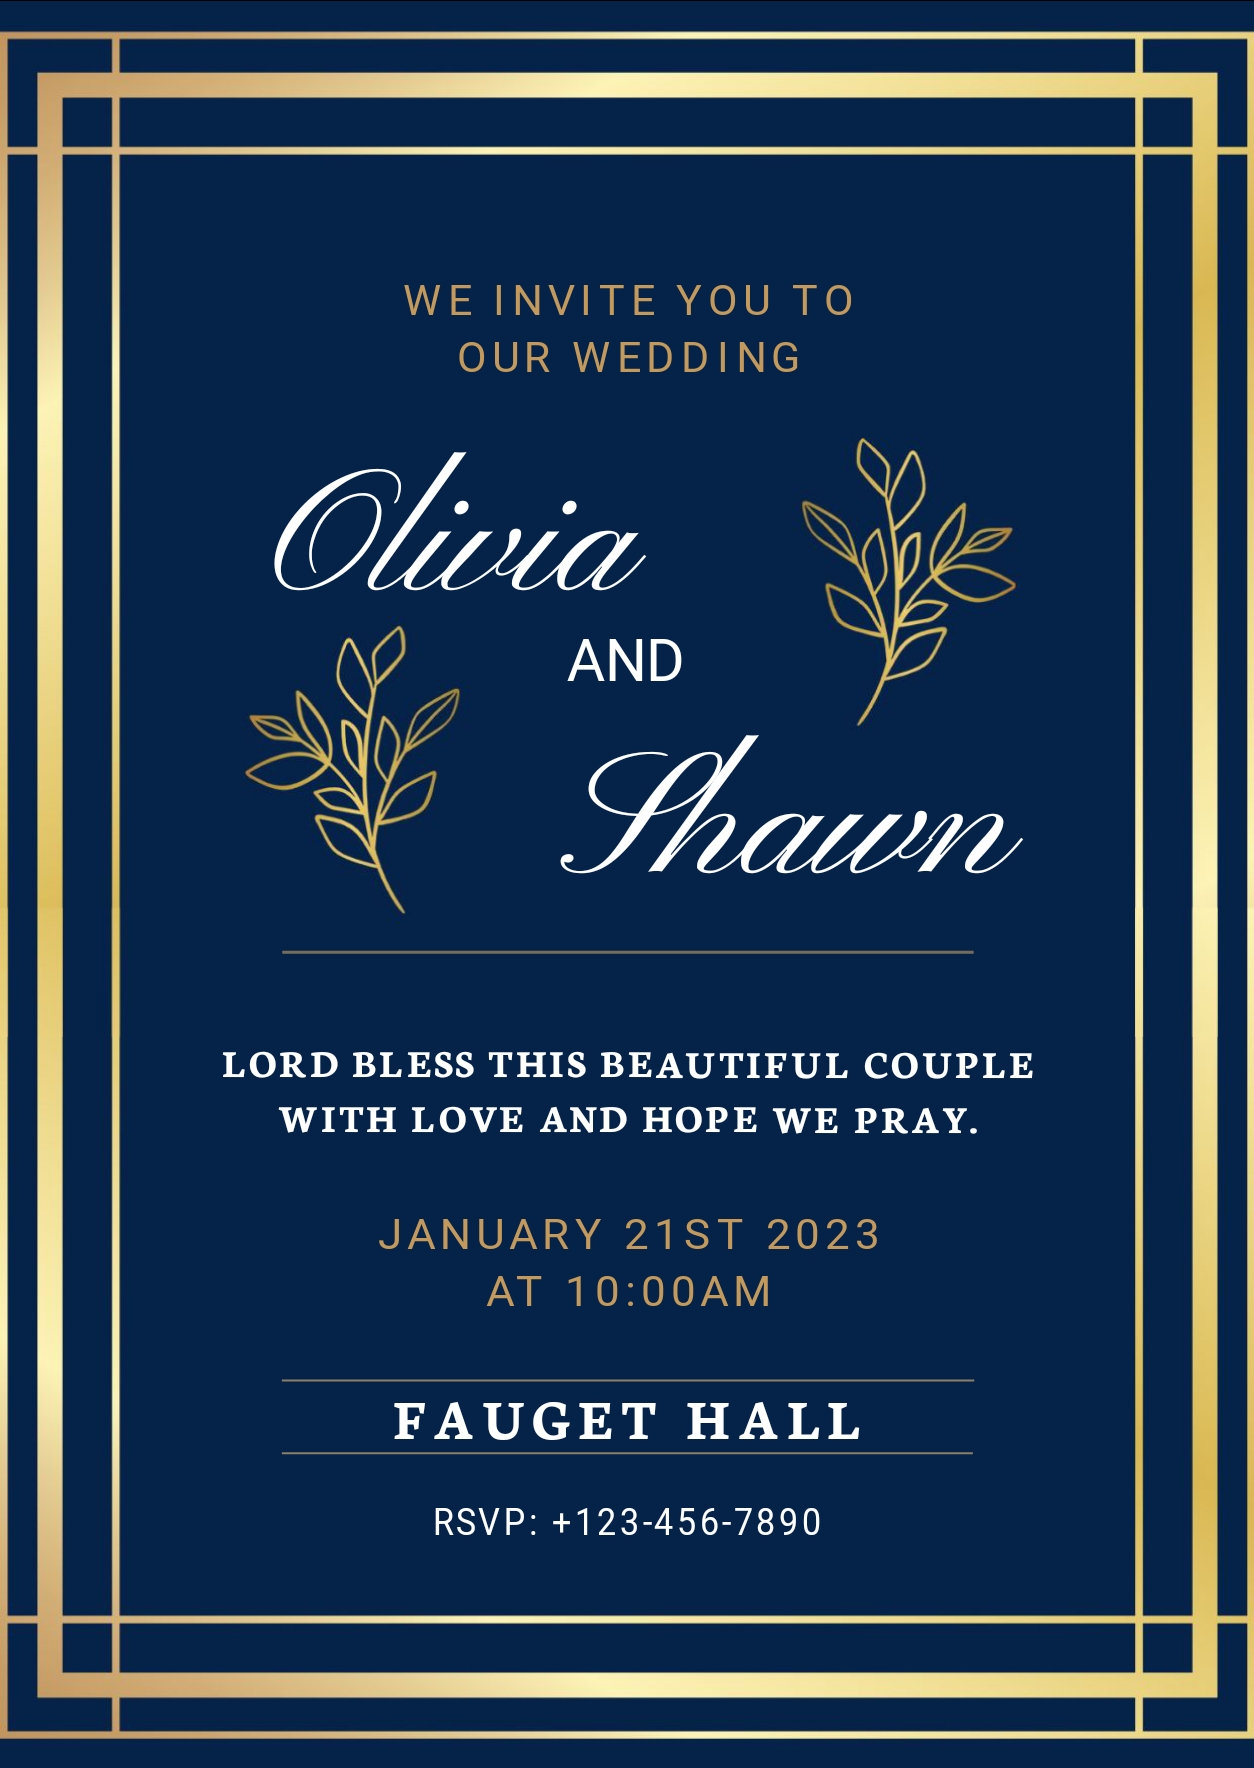 WE INVITE YOU TO
OUR WEDDING
Olivia
AND
Shawn
LORD BLESS THIS BEAUTIFUL COUPLE
WITH LOVE AND HOPE WE PRAY.
JANUARY 21ST 2023
AT 10:00AM
FAUGET HALL
RSVP: +123-456-7890